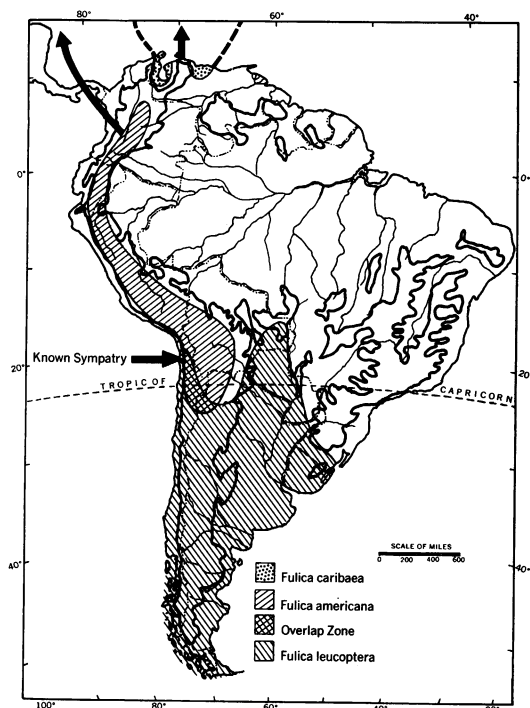 80° 60°
0° 0°
Known Sympatry
20° 20°
TROPIC OF CAPRICORN
SCALE OF MILES
0 200 600
40° 40°
Fulica caribaea
Fulica americana
Overlap Zone
Fulica leucoptera
100° 80° 60° 40° 20°